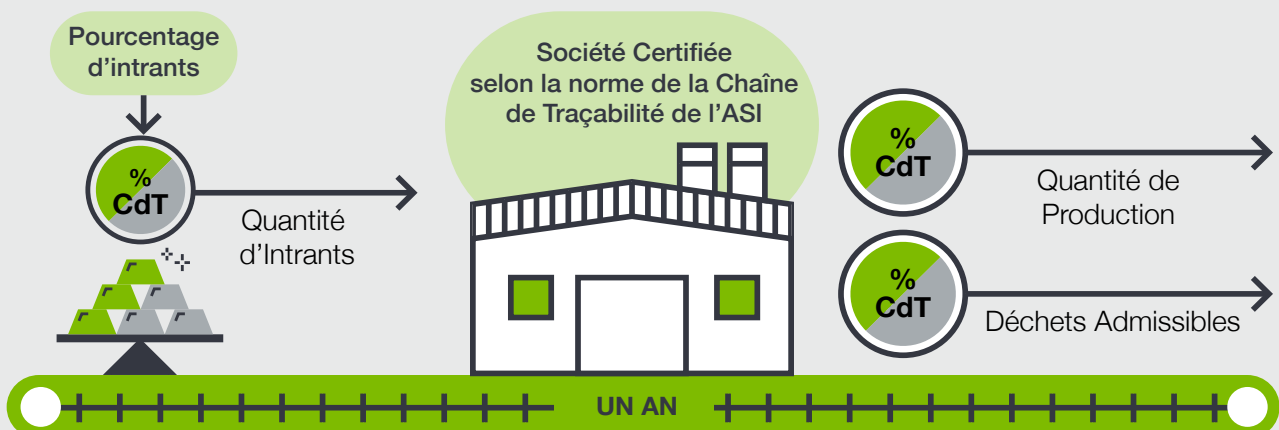 Pourcentage
d'intrants
% 
CdT
Quantité
d'Intrants
Société Certifiée
selon la norme de la Chaîne
de Traçabilité de l'ASI
%
CdT
Quantité de
Production
%
CdT
Déchets Admissibles
UN AN